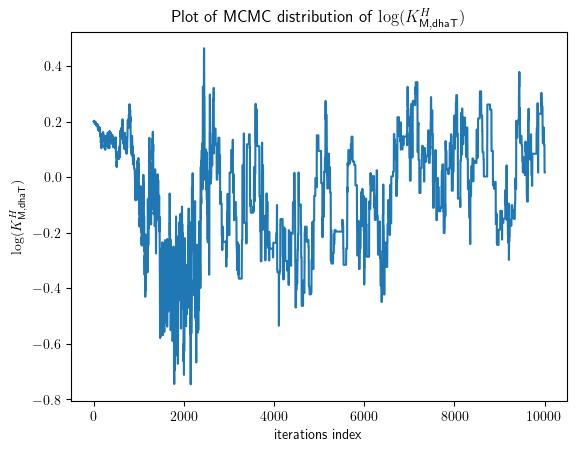 Plot of MCMC distribution of log(K^H_M,dhaT)
0.4
0.2
0.0
−0.2
−0.4
−0.6
−0.8
log(K^H_M,dhaT)
0 2000 4000 6000 8000 10000
iterations index